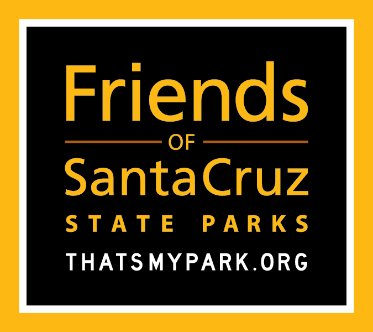 Friends
OF
SantaCruz
STATE PARKS
THATSMYPARK.ORG